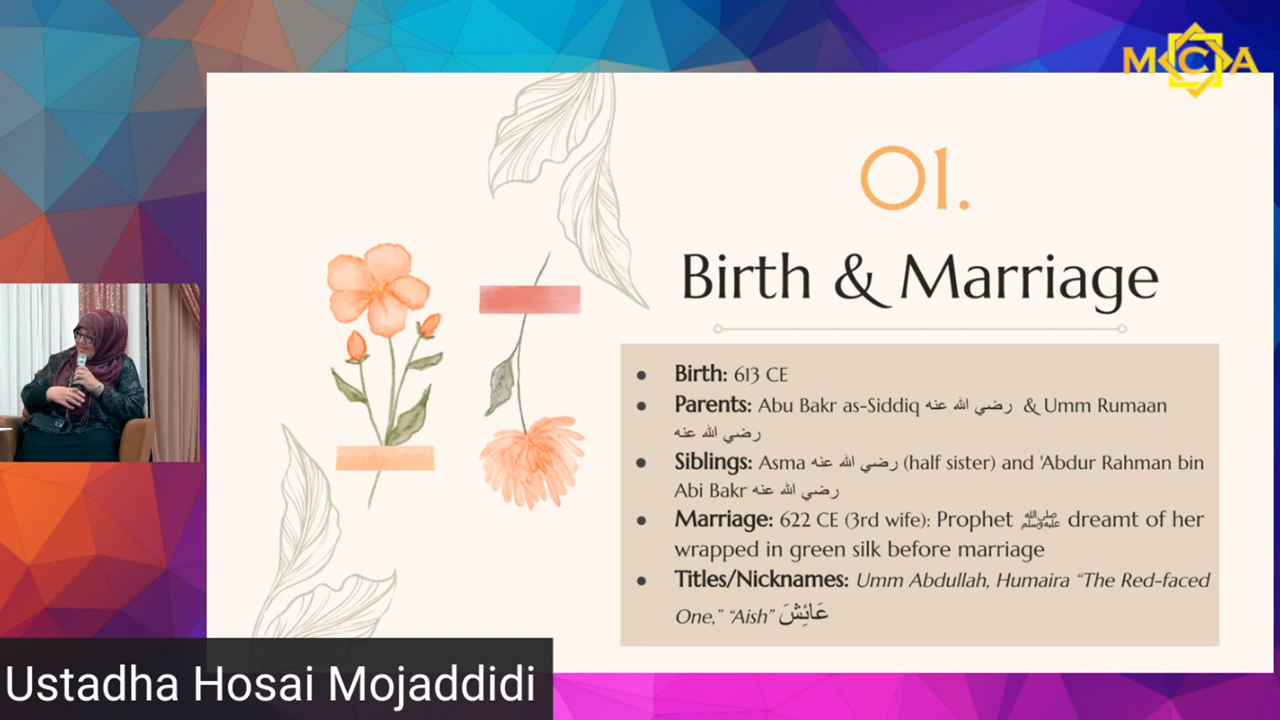 MCA
01.
Birth & Marriage
● Birth: 613 CE
● Parents: Abu Bakr as-Siddiq رضي الله عنه & Umm Rumaan
رضي الله عنه
● Siblings: Asma رضي الله عنه (half sister) and 'Abdur Rahman bin
Abi Bakr رضي الله عنه
● Marriage: 622 CE (3rd wife): Prophet ﷺ dreamt of her
wrapped in green silk before marriage
● Titles/Nicknames: Umm Abdullah, Humaira “The Red-faced
One,” “Aish” عَائِشَ
Ustadha Hosai Mojaddidi